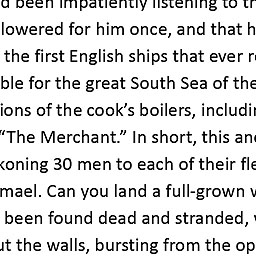 been impatiently listening to th
lowered for him once, and that h
the first English ships that ever r
ble for the great South Sea of the
ions of the cook’s boilers, includi
“The Merchant.” In short, this an
koning 30 men to each of their fle
mael. Can you land a full-grown w
been found dead and stranded,
ut the walls, bursting from the op